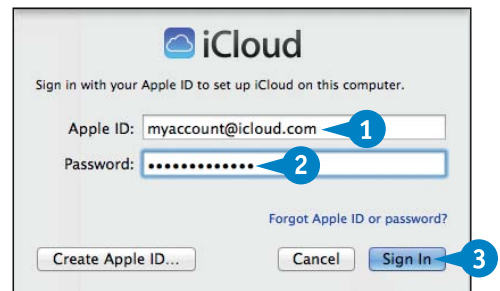 iCloud
Sign in with your Apple ID to set up iCloud on this computer.
Apple ID: myaccount@icloud.com 1
Password: ••••••••••••• 2
Forgot Apple ID or password?
Create Apple ID... Cancel Sign In 3